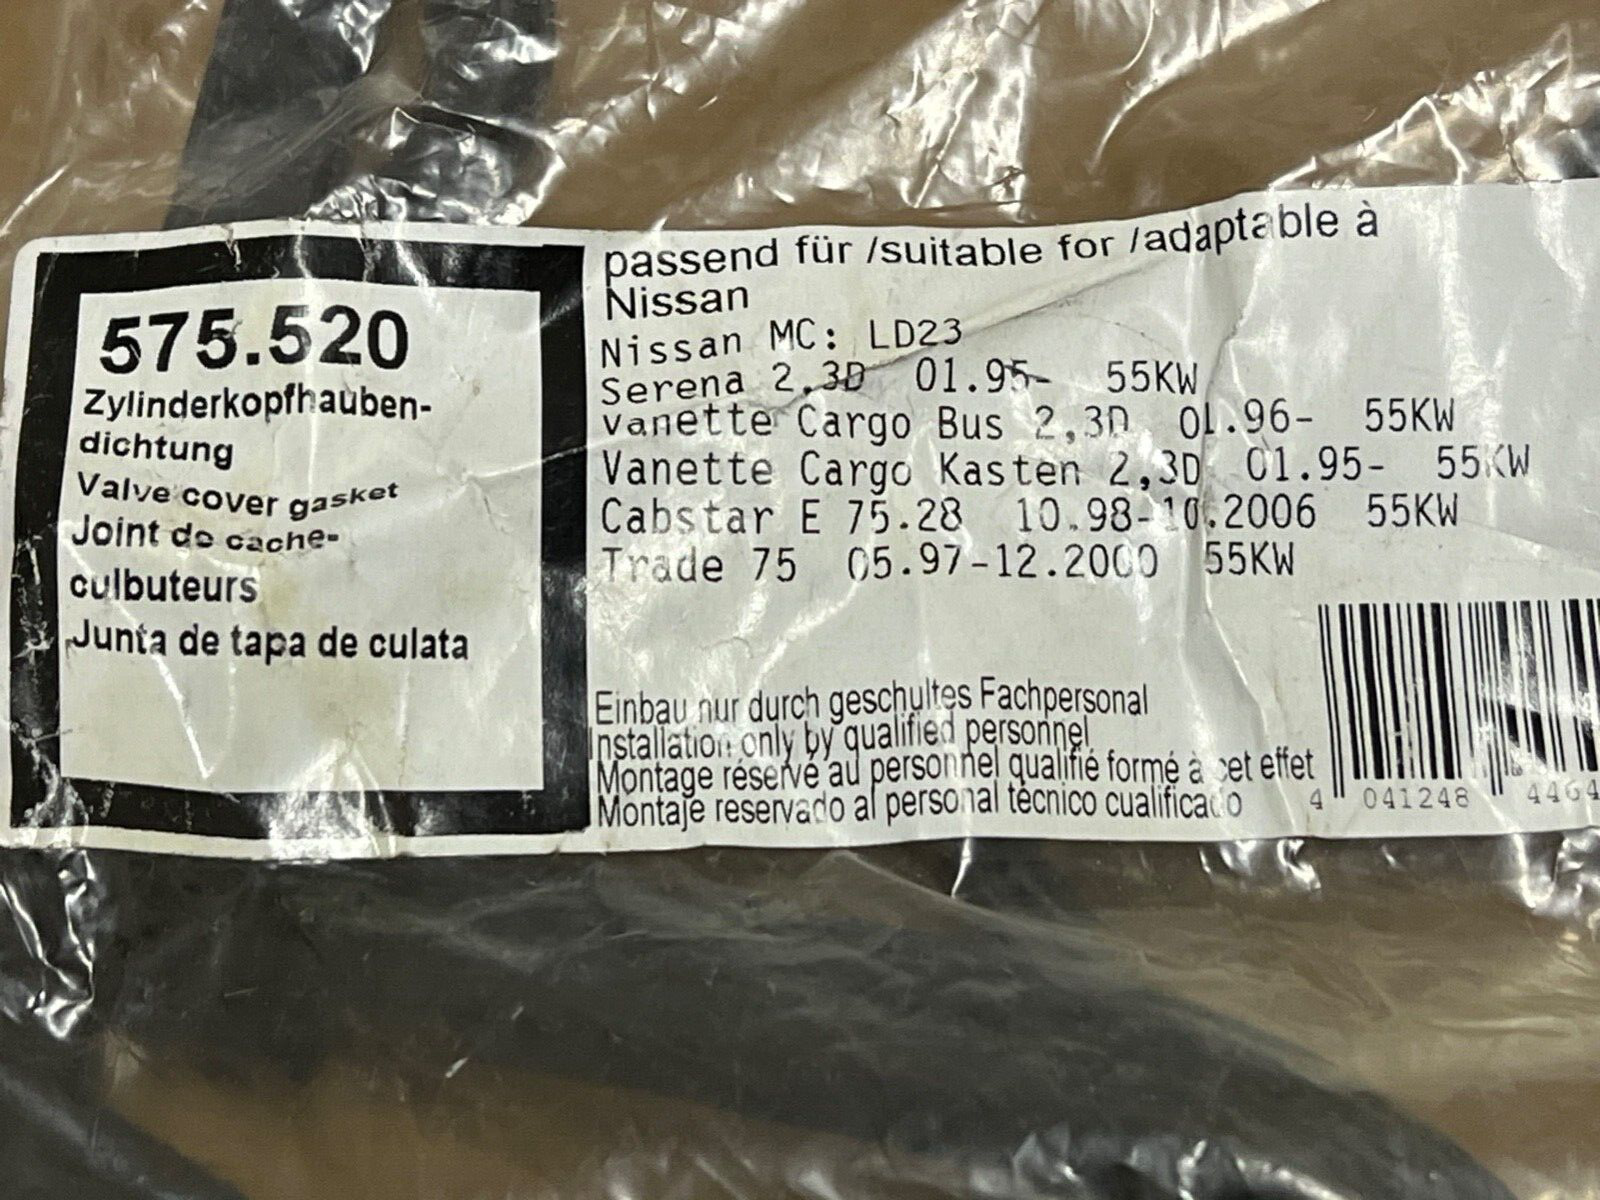 575.520
Zylinderkopfhauben-
dichtung
Valve cover gasket
Joint de cache-
culbuteurs
Junta de tapa de culata
passend für /suitable for /adaptable à
Nissan
Nissan MC: LD23
Serena 2,3D 01.95- 55KW
Vanette Cargo Bus 2,3D 01.96- 55KW
Vanette Cargo Kasten 2,3D 01.95- 55KW
Cabstar E 75.28 10.98-10.2006 55KW
Trade 75 05.97-12.2000 55KW
Einbau nur durch geschultes Fachpersonal
Installation only by qualified personnel
Montage réservé au personnel qualifié formé à cet effet
Montaje reservado al personal técnico cualificado
4 041248 4464